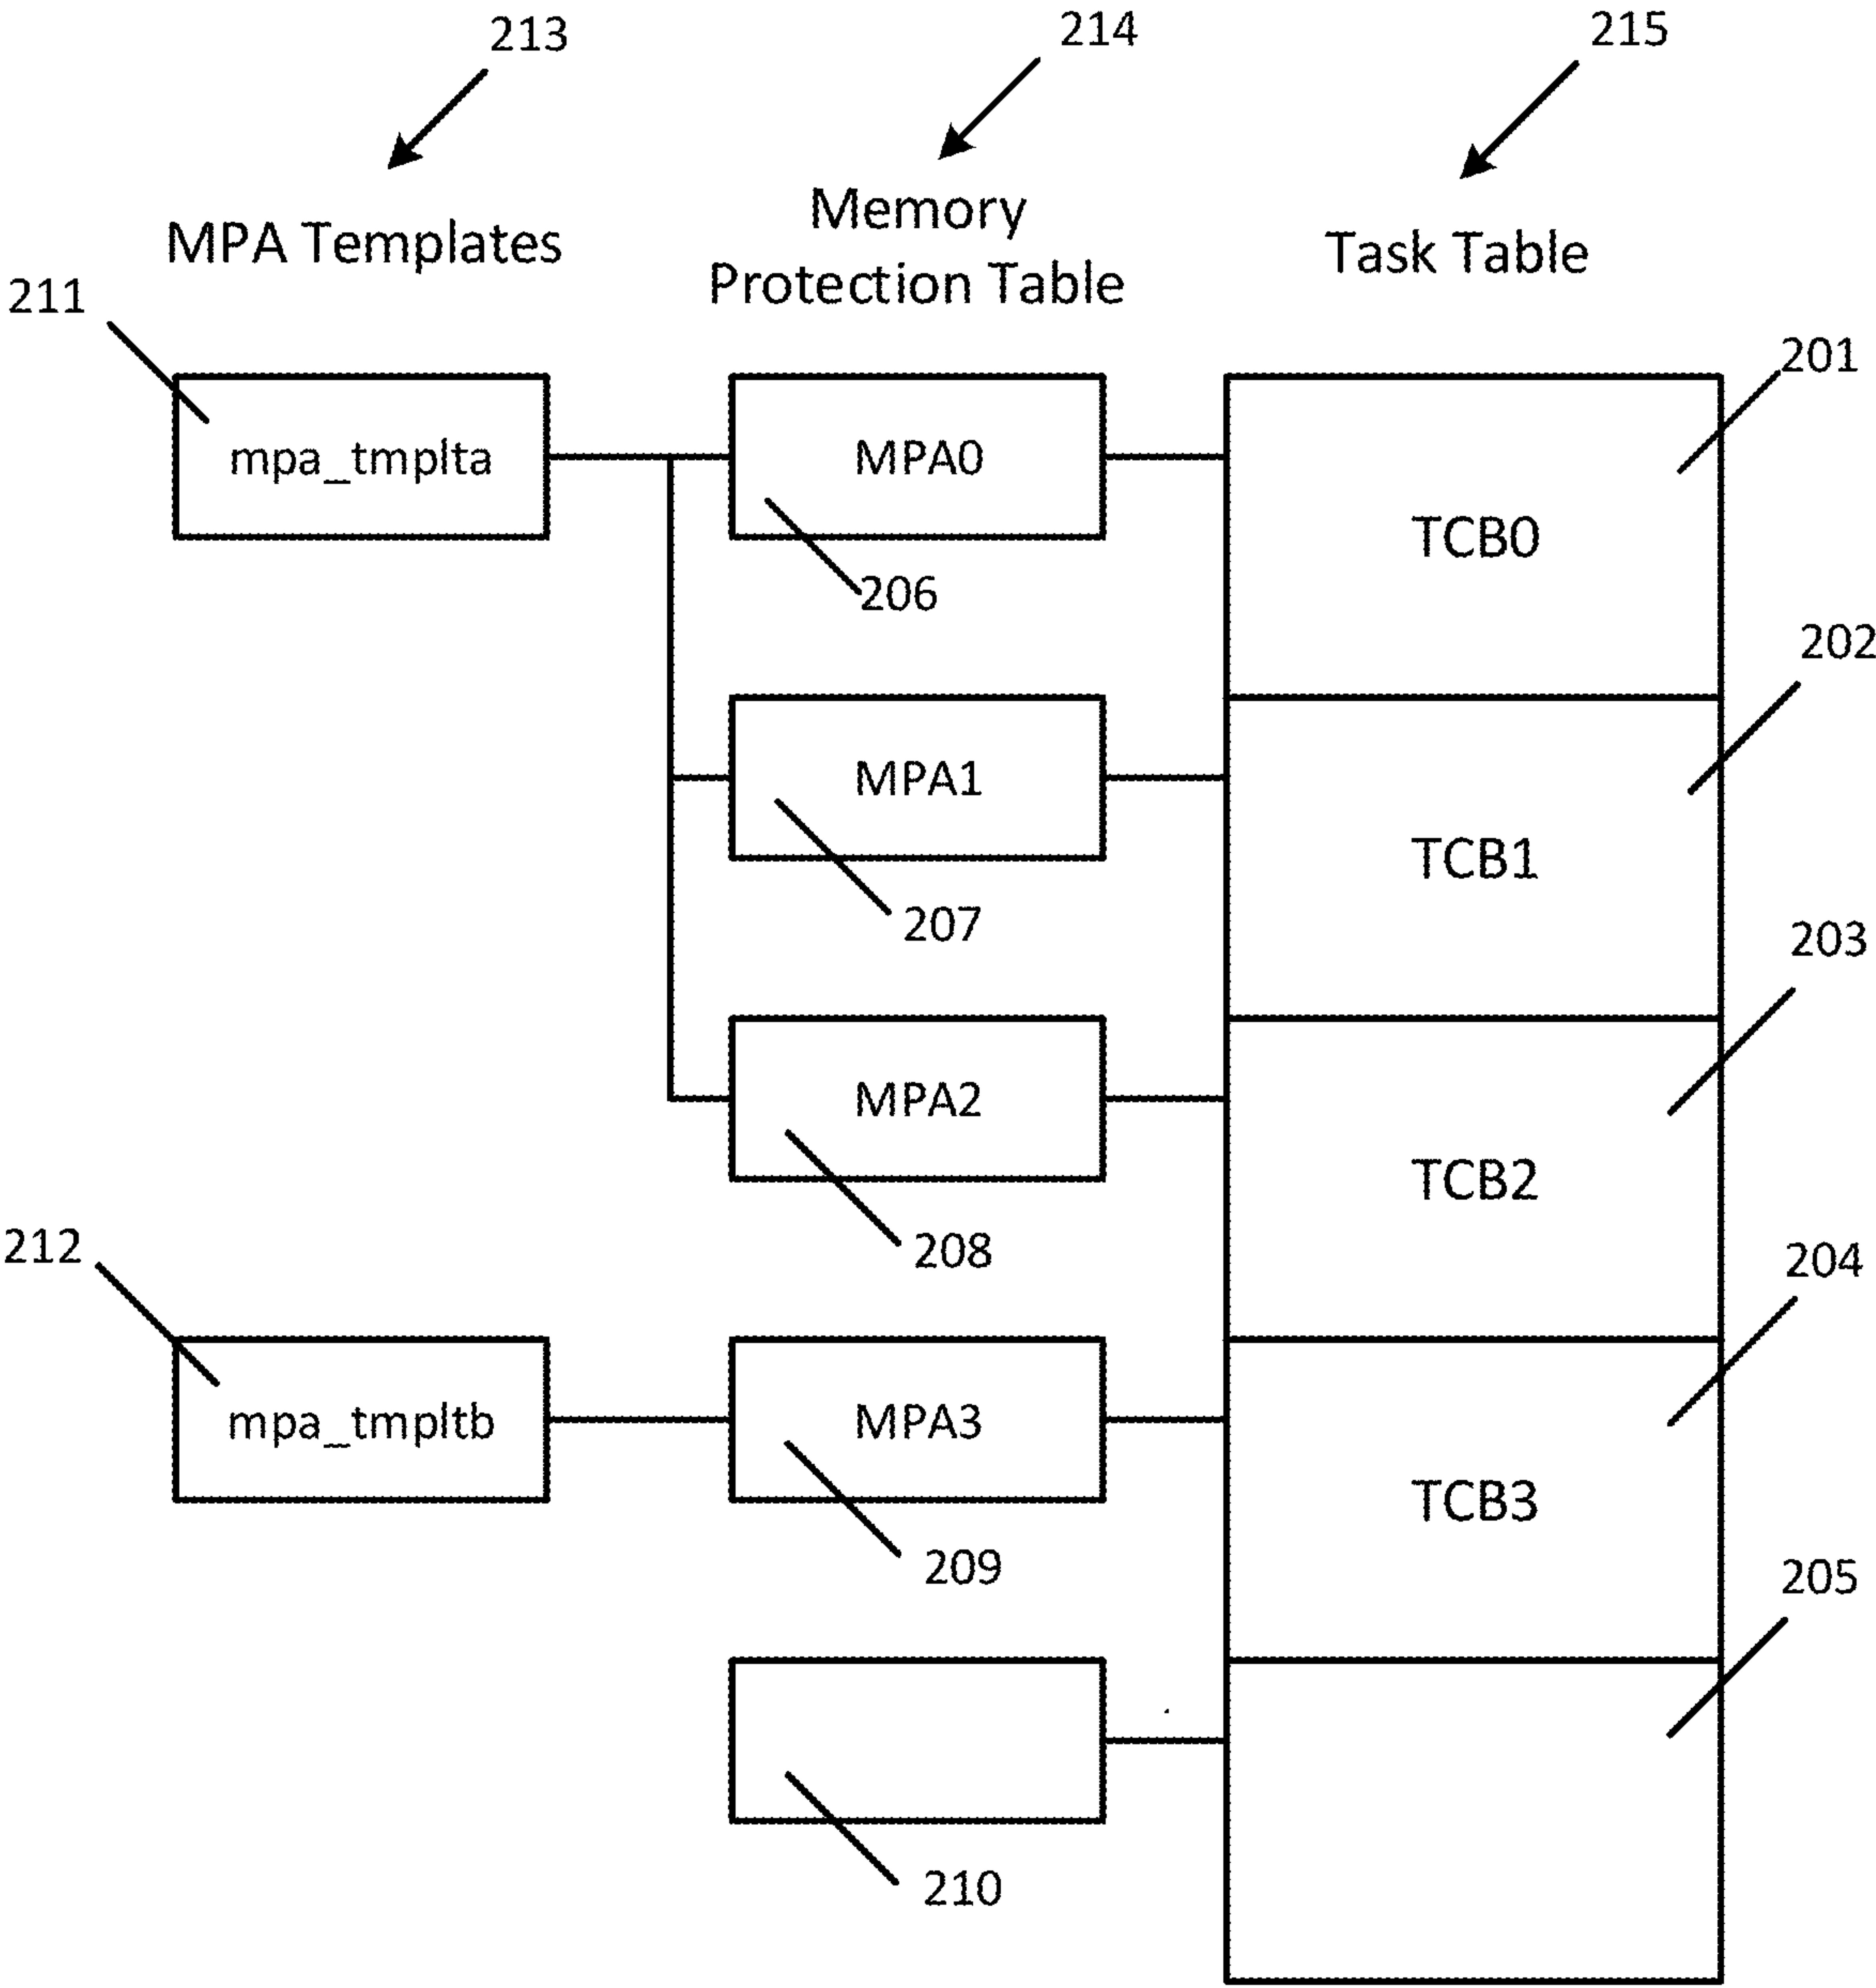 213
214
215
MPA Templates
Memory
Protection Table
Task Table
211
201
mpa_tmplta
MPA0
TCB0
206
202
MPA1
TCB1
207
203
MPA2
TCB2
208
212
204
mpa_tmpltb
MPA3
TCB3
209
205
210